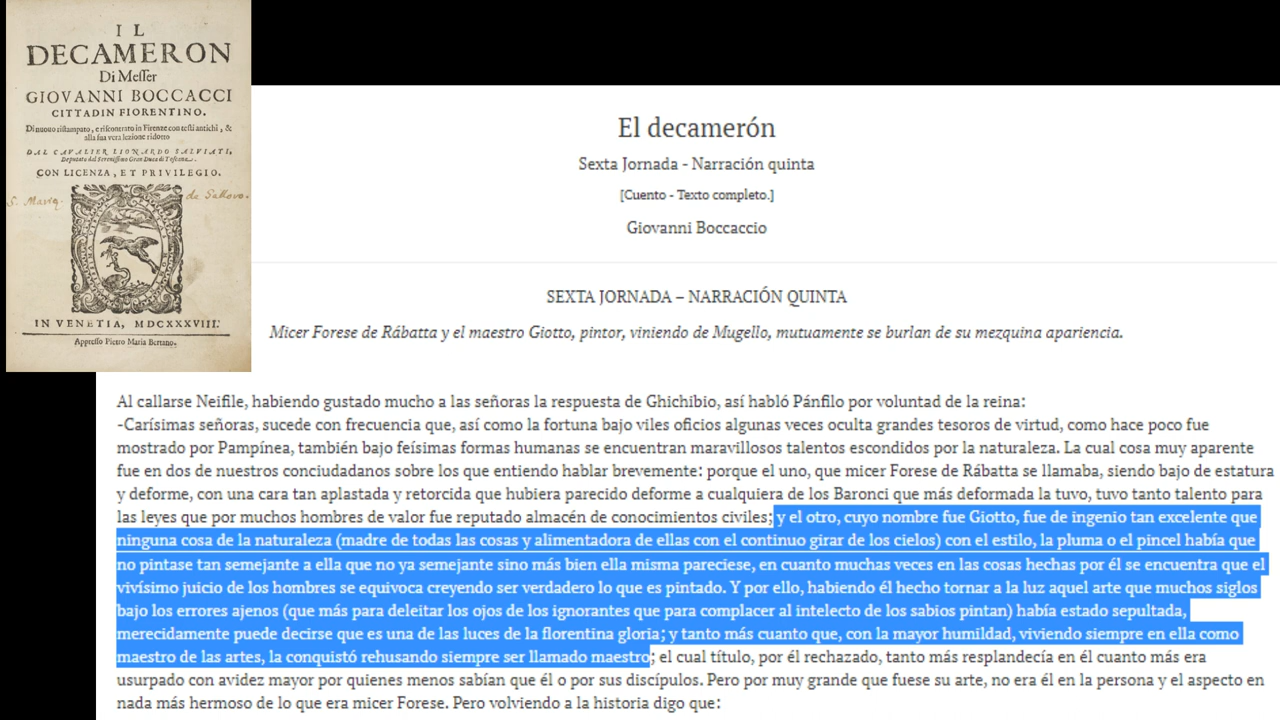 I L
DECAMERON
Di Messer
GIOVANNI BOCCACCI
CITTADIN FIORENTINO.
Di nuouo ristampato, e riscontrato in Firenze con testi antichi, &
alla sua vera lezione ridotto
DAL CAVALIER LIONARDO SALVIATI,
Deputato dal Serenissimo Gran Duca di Toscana.
CON LICENZA, ET PRIVILEGIO.
S. Maria de
IN VENETIA, MDCXXXVIII.
Appresso Pietro Maria Bertano.
El decamerón
Sexta Jornada - Narración quinta
[Cuento - Texto completo.]
Giovanni Boccaccio
SEXTA JORNADA – NARRACIÓN QUINTA
Micer Forese de Rábatta y el maestro Giotto, pintor, viniendo de Mugello, mutuamente se burlan de su mezquina apariencia.
Al callarse Neifile, habiendo gustado mucho a las señoras la respuesta de Ghichibio, así habló Pánfilo por voluntad de la reina:
-Carísimas señoras, sucede con frecuencia que, así como la fortuna bajo viles oficios algunas veces oculta grandes tesoros de virtud, como hace poco fue
mostrado por Pampínea, también bajo feísimas formas humanas se encuentran maravillosos talentos escondidos por la naturaleza. La cual cosa muy aparente
fue en dos de nuestros conciudadanos sobre los que entiendo hablar brevemente: porque el uno, que micer Forese de Rábatta se llamaba, siendo bajo de estatura
y deforme, con una cara tan aplastada y retorcida que hubiera parecido deforme a cualquiera de los Baronci que más deformada la tuvo, tuvo tanto talento para
las leyes que por muchos hombres de valor fue reputado almacén de conocimientos civiles; y el otro, cuyo nombre fue Giotto, fue de ingenio tan excelente que
ninguna cosa de la naturaleza (madre de todas las cosas y alimentadora de ellas con el continuo girar de los cielos) con el estilo, la pluma o el pincel había que
no pintase tan semejante a ella que no ya semejante sino más bien ella misma pareciese, en cuanto muchas veces en las cosas hechas por él se encuentra que el
vivísimo juicio de los hombres se equivoca creyendo ser verdadero lo que es pintado. Y por ello, habiendo él hecho tornar a la luz aquel arte que muchos siglos
bajo los errores ajenos (que más para deleitar los ojos de los ignorantes que para complacer al intelecto de los sabios pintan) había estado sepultada,
merecidamente puede decirse que es una de las luces de la florentina gloria; y tanto más cuanto que, con la mayor humildad, viviendo siempre en ella como
maestro de las artes, la conquistó rehusando siempre ser llamado maestro; el cual título, por él rechazado, tanto más resplandecía en él cuanto más era
usurpado con avidez mayor por quienes menos sabían que él o por sus discípulos. Pero por muy grande que fuese su arte, no era él en la persona y el aspecto en
nada más hermoso de lo que era micer Forese. Pero volviendo a la historia digo que: